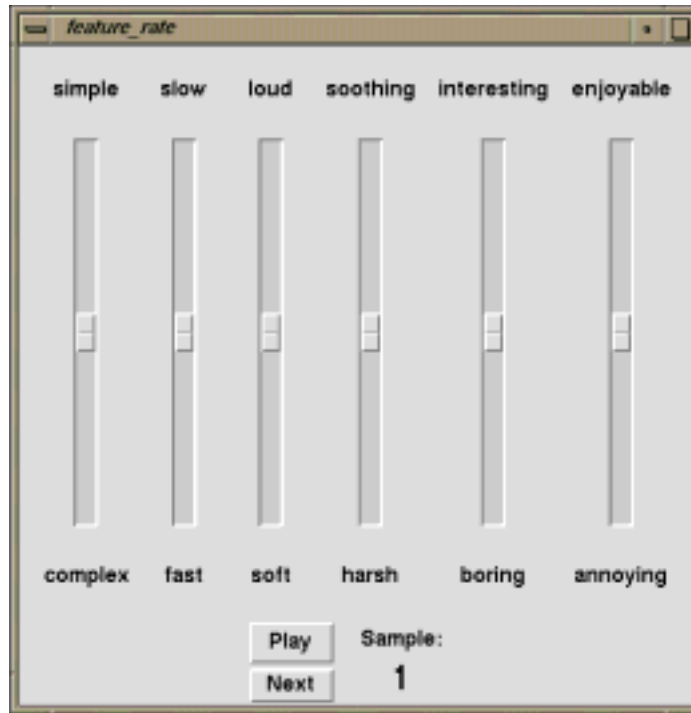 feature_rate
simple slow loud soothing interesting enjoyable
complex fast soft harsh boring annoying
Play Sample:
Next 1